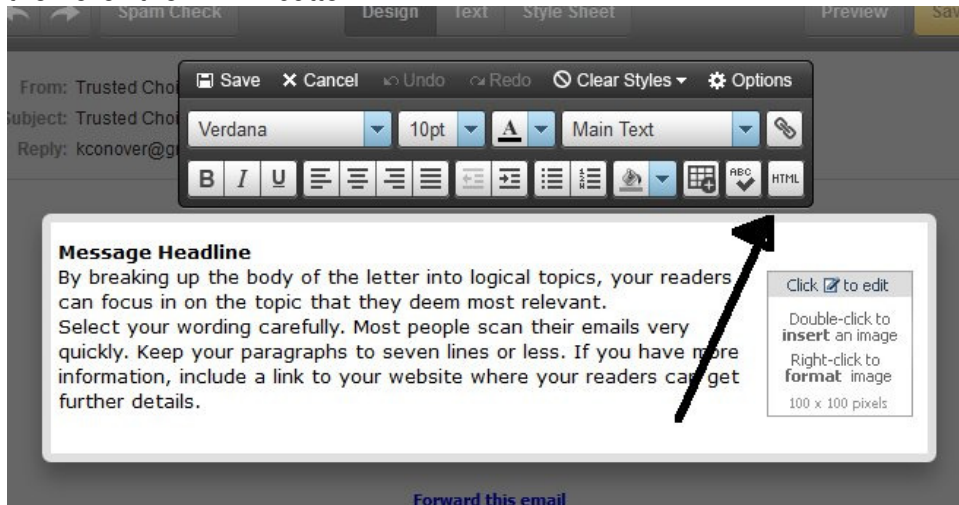 Spam Check Design Text Style Sheet Preview
From: Trusted Choi
Save Cancel Undo Redo Clear Styles Options
Subject: Trusted Choi
Verdana 10pt A Main Text
Reply: kconover@g
B I U ABC HTML
Message Headline
By breaking up the body of the letter into logical topics, your readers
can focus in on the topic that they deem most relevant.
Select your wording carefully. Most people scan their emails very
quickly. Keep your paragraphs to seven lines or less. If you have more
information, include a link to your website where your readers can get
further details.
Click to edit
Double-click to
insert an image
Right-click to
format image
100 x 100 pixels
Forward this email